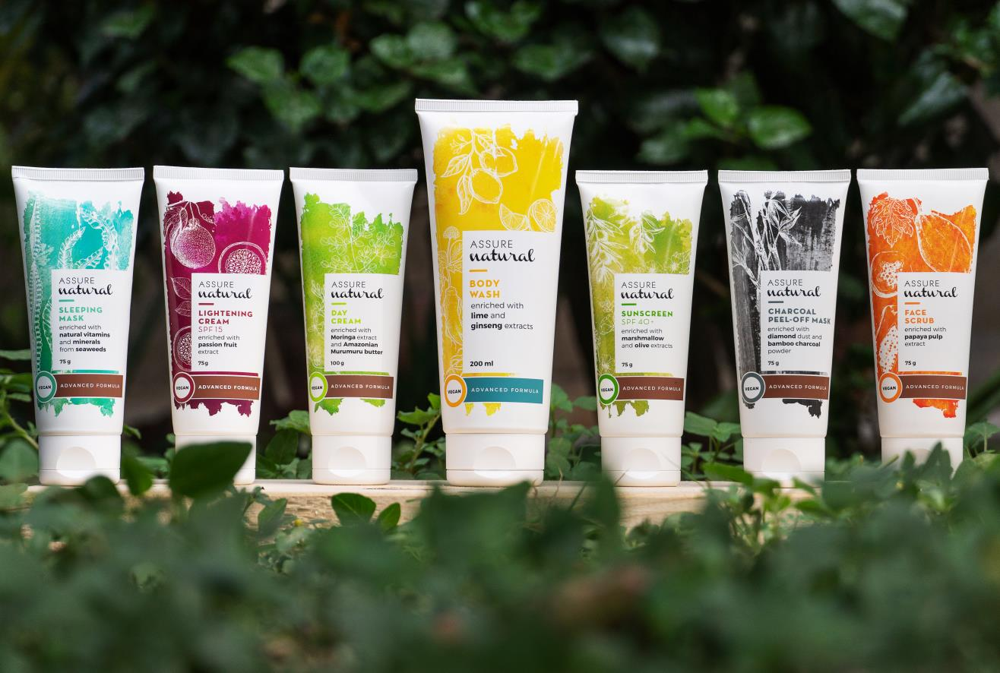 ASSURE
natural
SLEEPING
MASK
enriched with
natural vitamins
and minerals
from seaweeds
75 g
VEGAN
ADVANCED FORMULA
ASSURE
natural
LIGHTENING
CREAM
SPF 15
enriched with
passion fruit
extract
75g
VEGAN
ADVANCED FORMULA
ASSURE
natural
DAY
CREAM
enriched with
Moringa extract
and Amazonian
Murumuru butter
100 g
VEGAN
ADVANCED FORMULA
ASSURE
natural
BODY
WASH
enriched with
lime and
ginseng extracts
200 ml
VEGAN
ADVANCED FORMULA
ASSURE
natural
SUNSCREEN
SPF 40+
enriched with
marshmallow
and olive extracts
75 g
VEGAN
ADVANCED FORMULA
ASSURE
natural
CHARCOAL
PEEL-OFF MASK
enriched with
diamond dust and
bamboo charcoal
powder
75 g
VEGAN
ADVANCED FORMULA
ASSURE
natural
FACE
SCRUB
enriched with
papaya pulp
extract
75 g
VEGAN
ADVANCED FORMULA